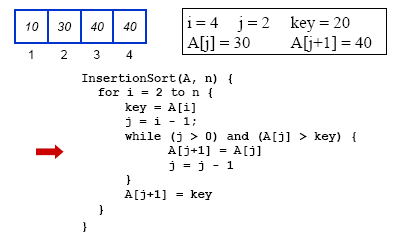 10 30 40 40
1 2 3 4
i = 4 j = 2 key = 20
A[j] = 30 A[j+1] = 40
InsertionSort(A, n) {
for i = 2 to n {
key = A[i]
j = i - 1;
while (j > 0) and (A[j] > key) {
A[j+1] = A[j]
j = j - 1
}
A[j+1] = key
}
}